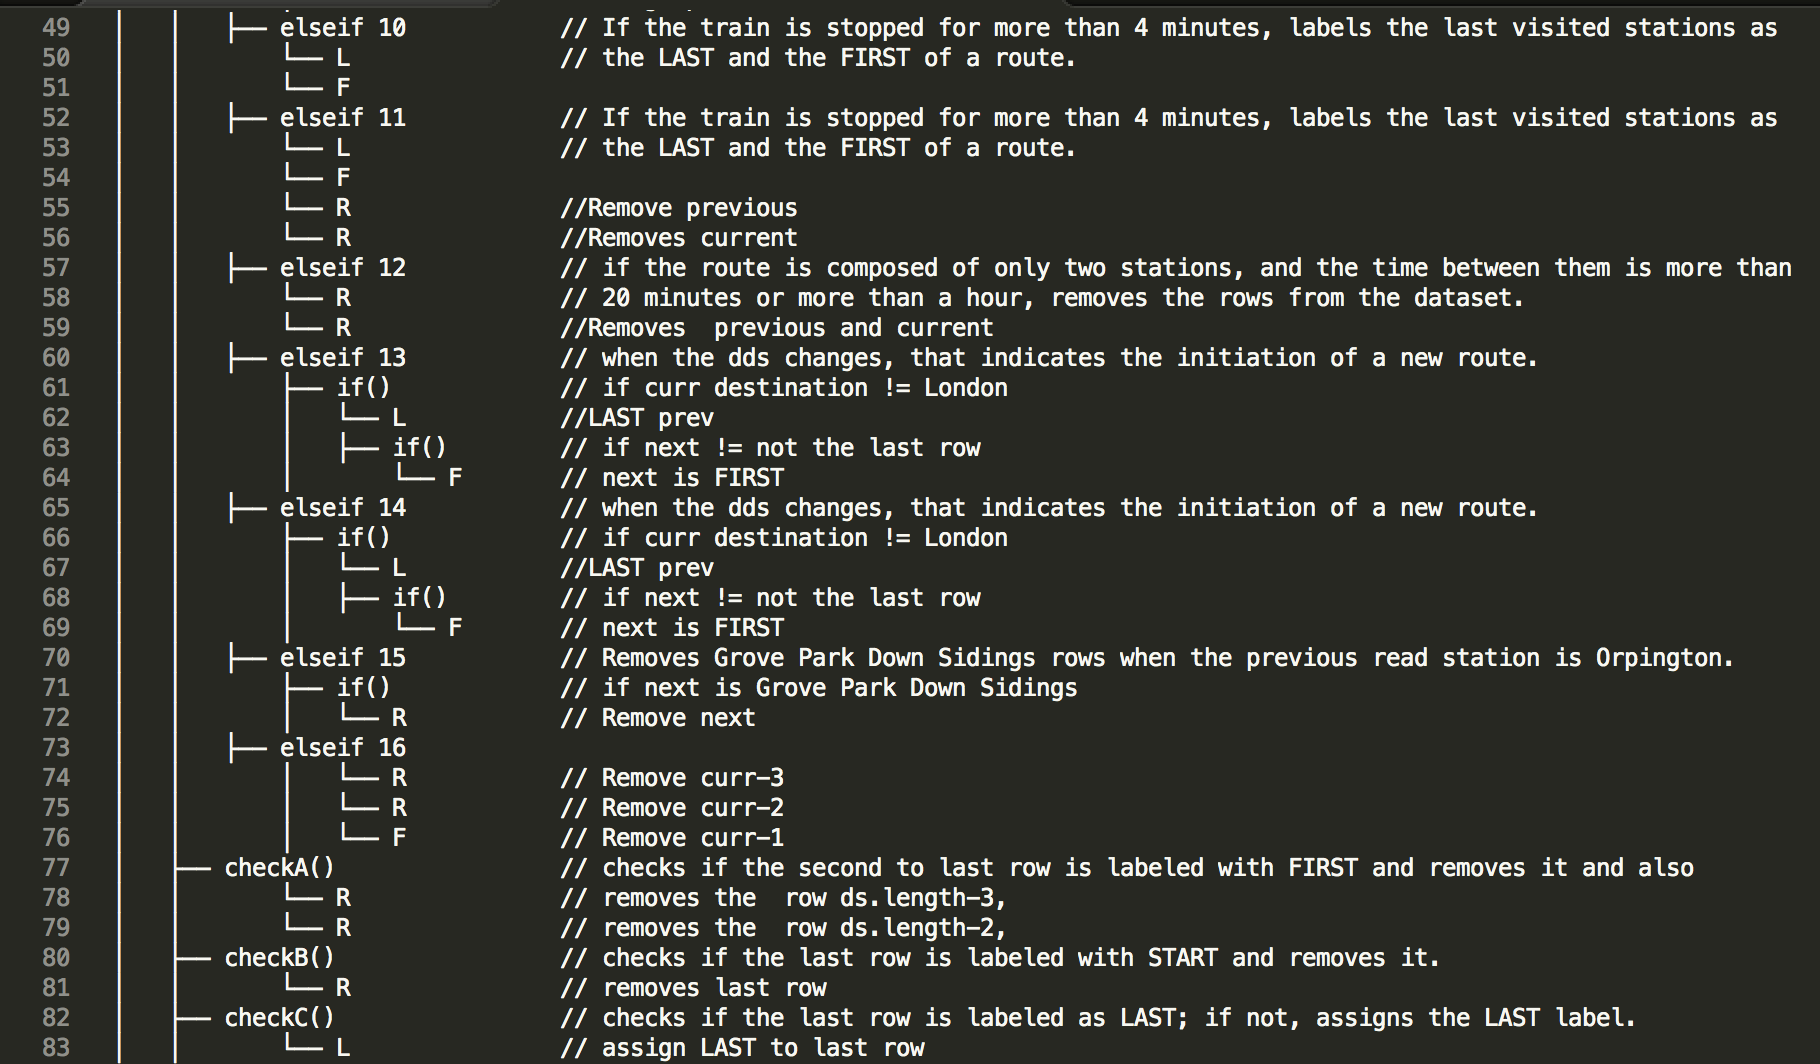 49 │   │   ├── elseif 10           // If the train is stopped for more than 4 minutes, labels the last visited stations as
50 │   │       └── L               // the LAST and the FIRST of a route.
51 │   │       └── F
52 │   │   ├── elseif 11           // If the train is stopped for more than 4 minutes, labels the last visited stations as
53 │   │       └── L               // the LAST and the FIRST of a route.
54 │   │       └── F
55 │   │       └── R               //Remove previous
56 │   │       └── R               //Removes current
57 │   │   ├── elseif 12           // if the route is composed of only two stations, and the time between them is more than
58 │   │       └── R               // 20 minutes or more than a hour, removes the rows from the dataset.
59 │   │       └── R               //Removes  previous and current
60 │   │   ├── elseif 13           // when the dds changes, that indicates the initiation of a new route.
61 │   │       ├── if()            // if curr destination != London
62 │   │       │   └── L           //LAST prev
63 │   │       │   ├── if()        // if next != not the last row
64 │   │       │       └── F       // next is FIRST
65 │   │   ├── elseif 14           // when the dds changes, that indicates the initiation of a new route.
66 │   │       ├── if()            // if curr destination != London
67 │   │       │   └── L           //LAST prev
68 │   │       │   ├── if()        // if next != not the last row
69 │   │       │       └── F       // next is FIRST
70 │   │   ├── elseif 15           // Removes Grove Park Down Sidings rows when the previous read station is Orpington.
71 │   │       ├── if()            // if next is Grove Park Down Sidings
72 │   │       │   └── R           // Remove next
73 │   │   ├── elseif 16
74 │   │       │   └── R           // Remove curr-3
75 │   │       │   └── R           // Remove curr-2
76 │   │       │   └── F           // Remove curr-1
77 │   ├── checkA()                // checks if the second to last row is labeled with FIRST and removes it and also
78 │   │       └── R               // removes the  row ds.length-3,
79 │   │       └── R               // removes the  row ds.length-2,
80 │   ├── checkB()                // checks if the last row is labeled with START and removes it.
81 │   │       └── R               // removes last row
82 │   ├── checkC()                // checks if the last row is labeled as LAST; if not, assigns the LAST label.
83 │   │       └── L               // assign LAST to last row